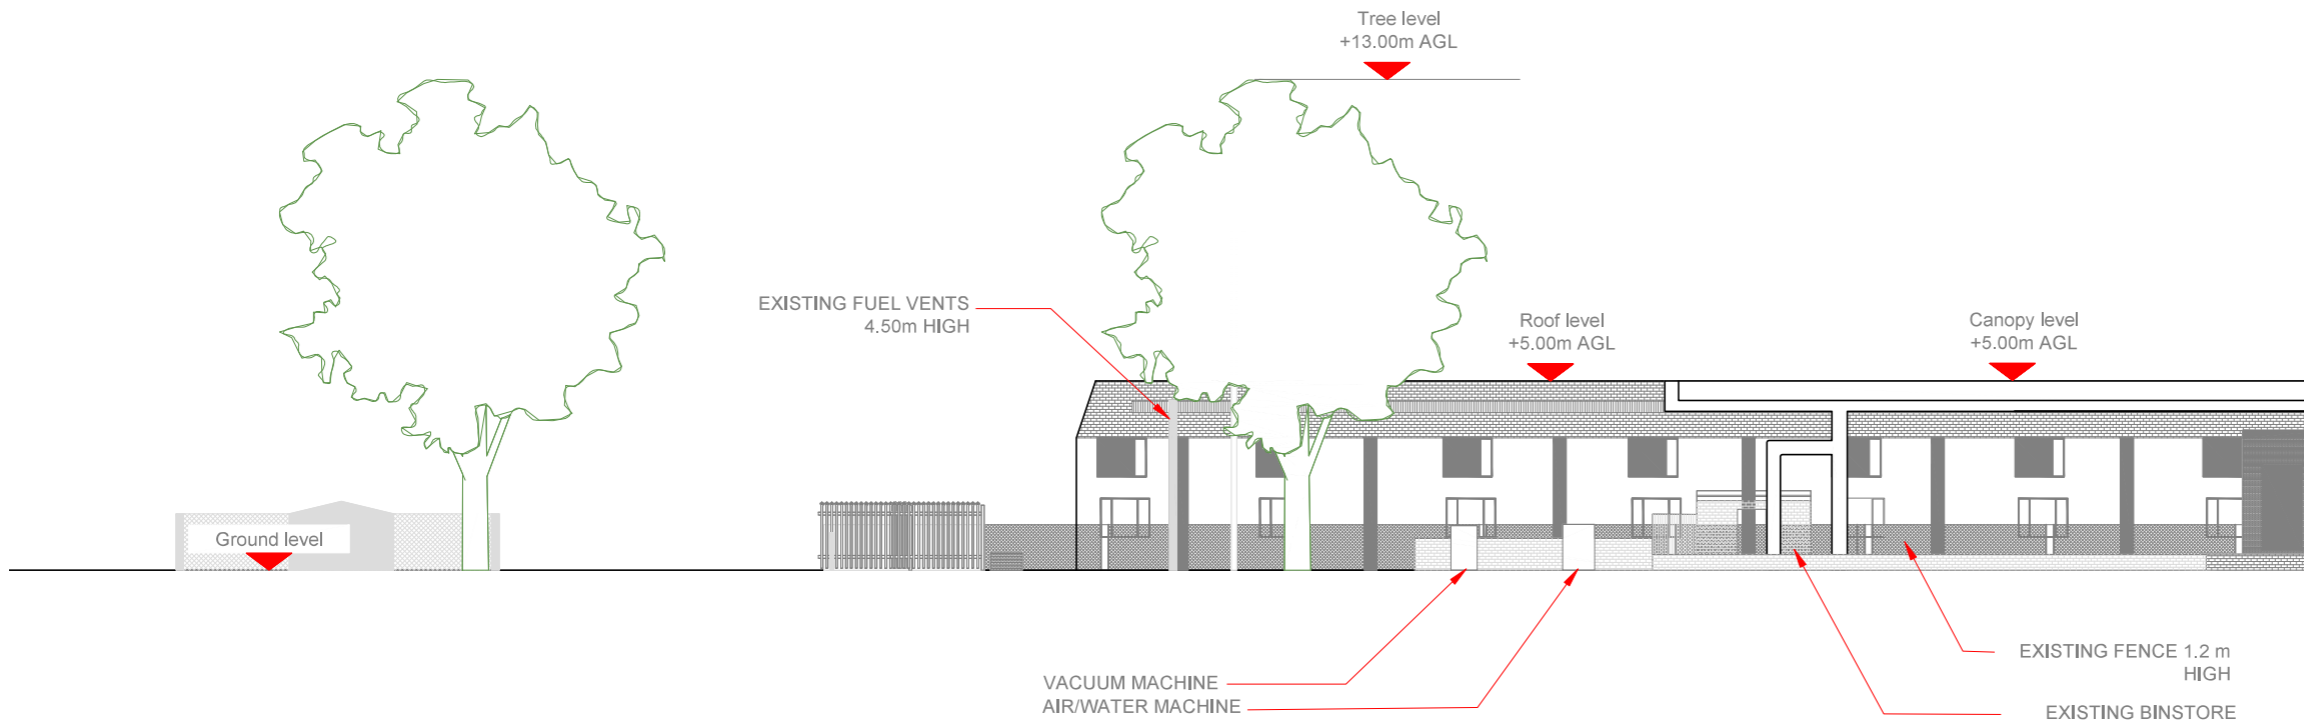 Tree level
+13.00m AGL
EXISTING FUEL VENTS
4.50m HIGH
Roof level
+5.00m AGL
Canopy level
+5.00m AGL
Ground level
VACUUM MACHINE
AIR/WATER MACHINE
EXISTING FENCE 1.2 m
HIGH
EXISTING BINSTORE